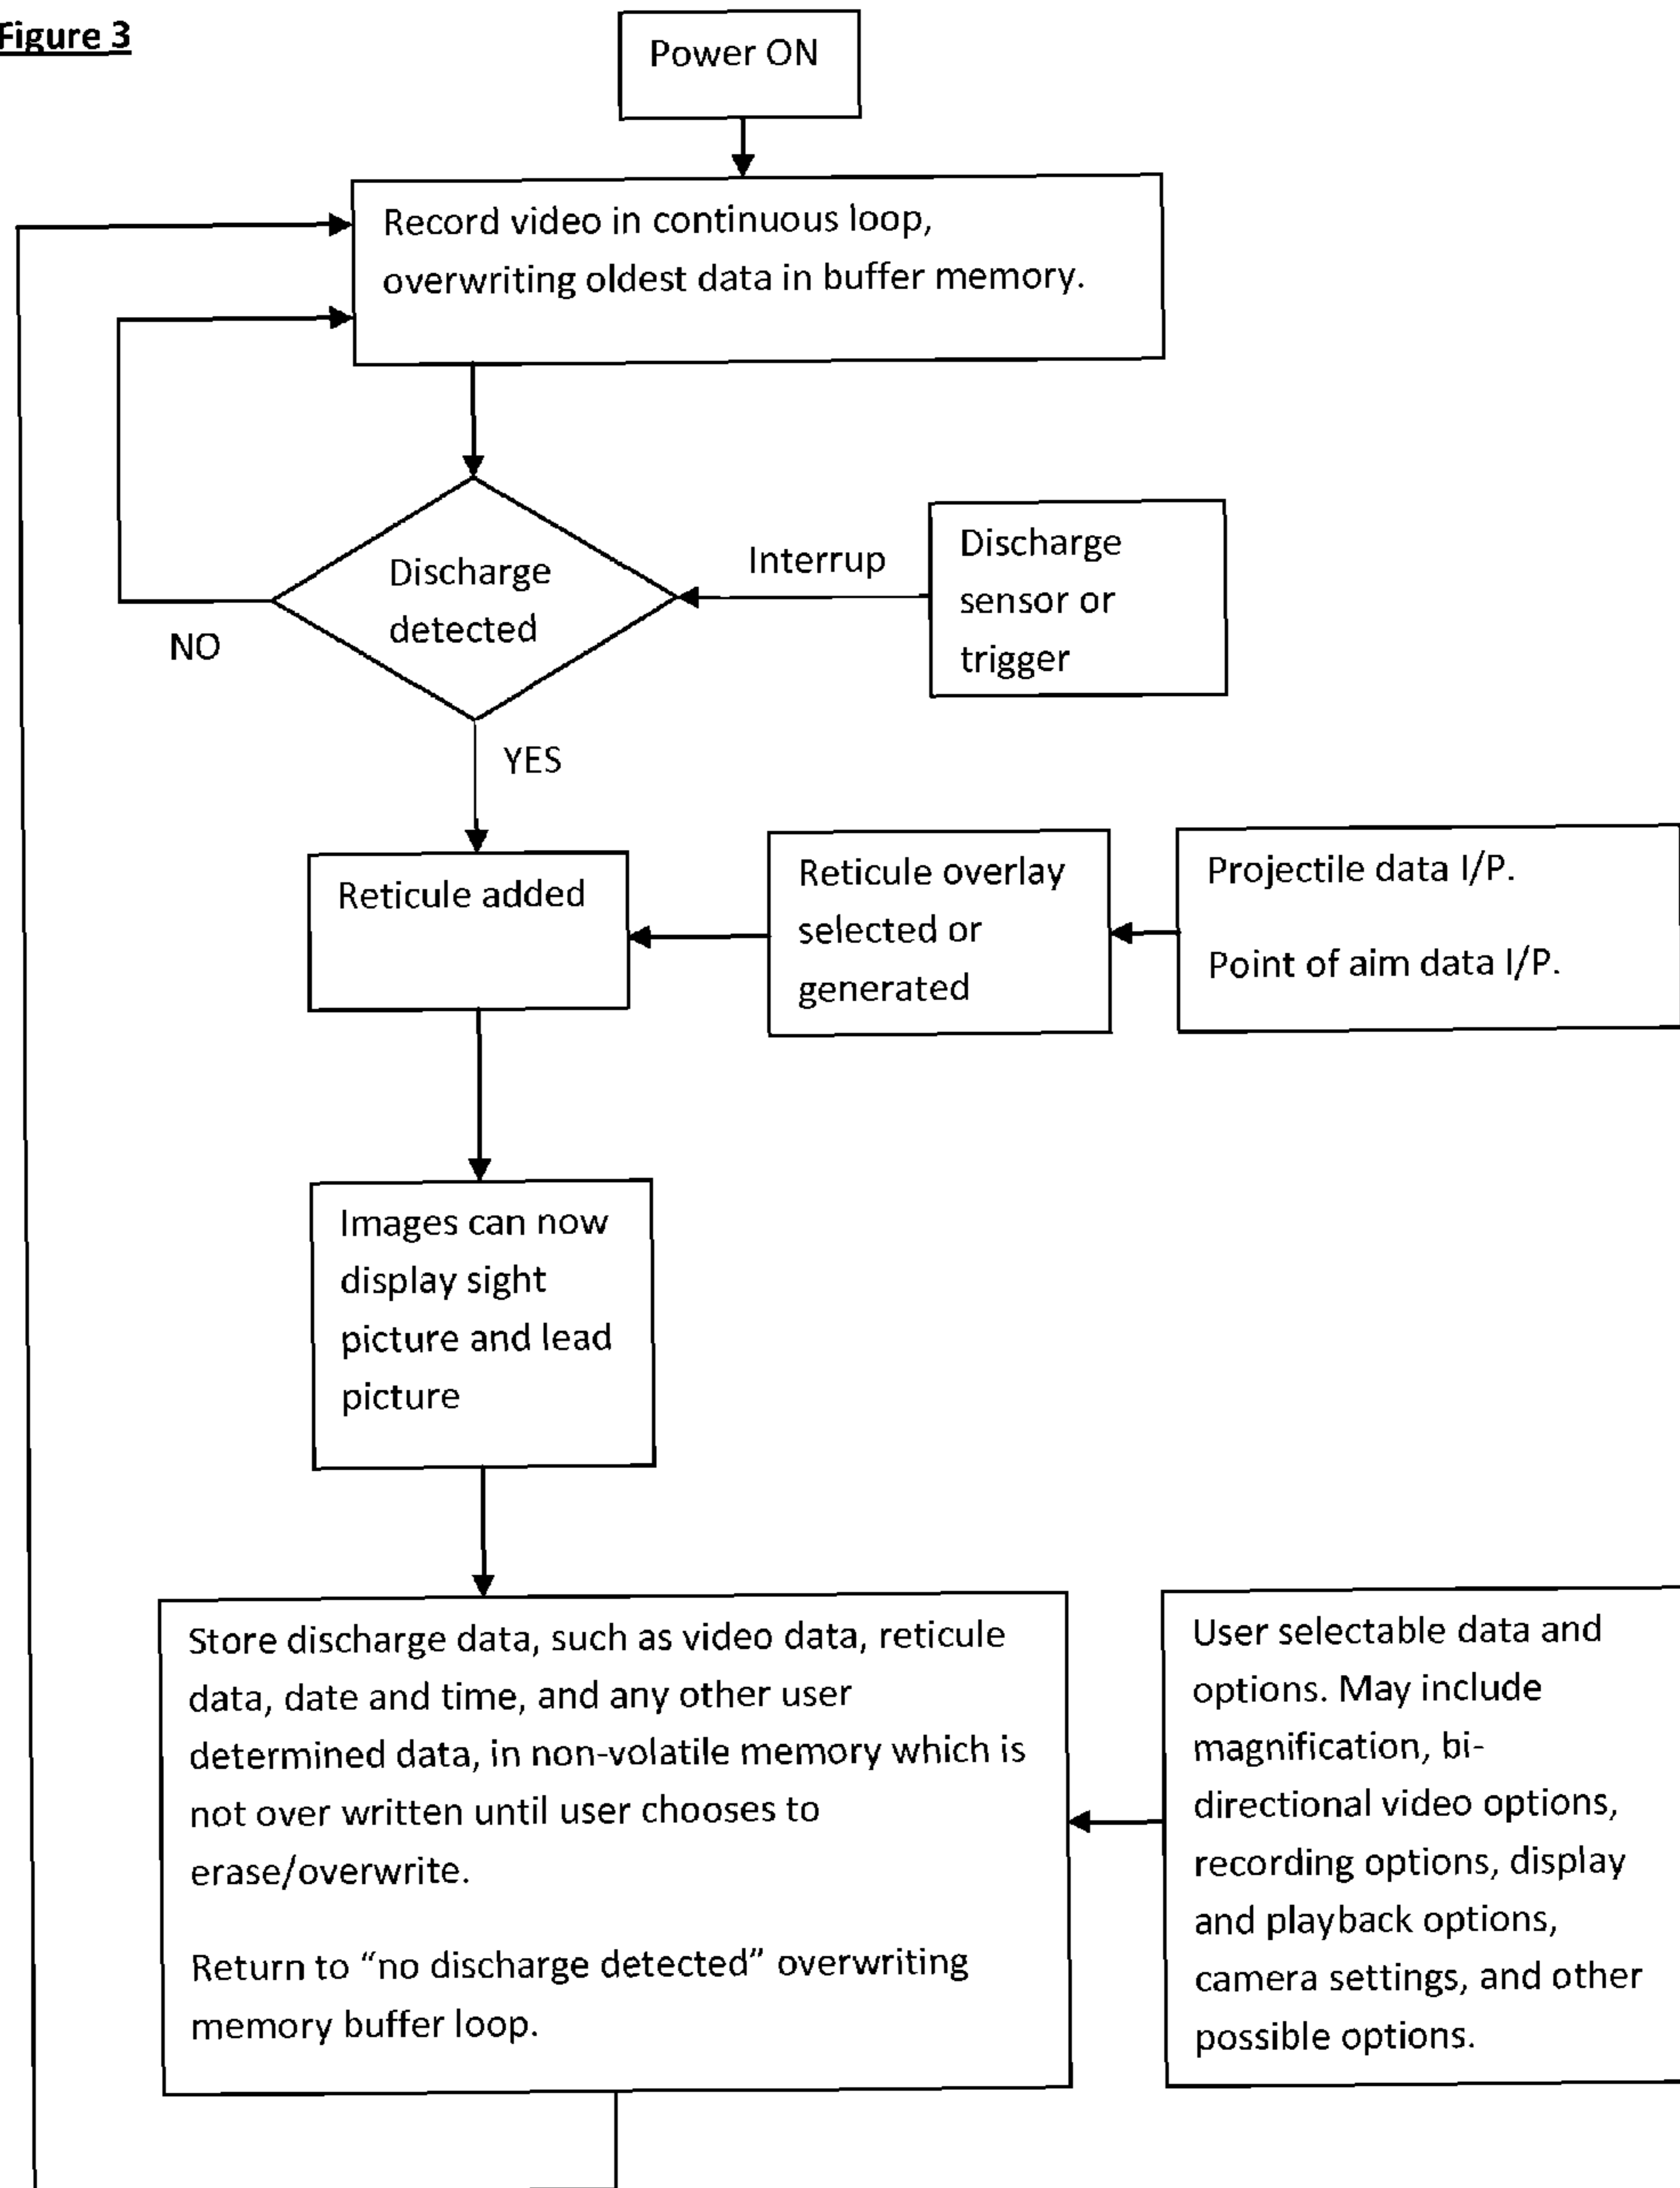 Figure 3
Power ON
Record video in continuous loop,
overwriting oldest data in buffer memory.
Discharge
detected
Interrup
Discharge
sensor or
trigger
NO
YES
Reticule added
Reticule overlay
selected or
generated
Projectile data I/P.
Point of aim data I/P.
Images can now
display sight
picture and lead
picture
Store discharge data, such as video data, reticule
data, date and time, and any other user
determined data, in non-volatile memory which is
not over written until user chooses to
erase/overwrite.
Return to “no discharge detected” overwriting
memory buffer loop.
User selectable data and
options. May include
magnification, bi-
directional video options,
recording options, display
and playback options,
camera settings, and other
possible options.